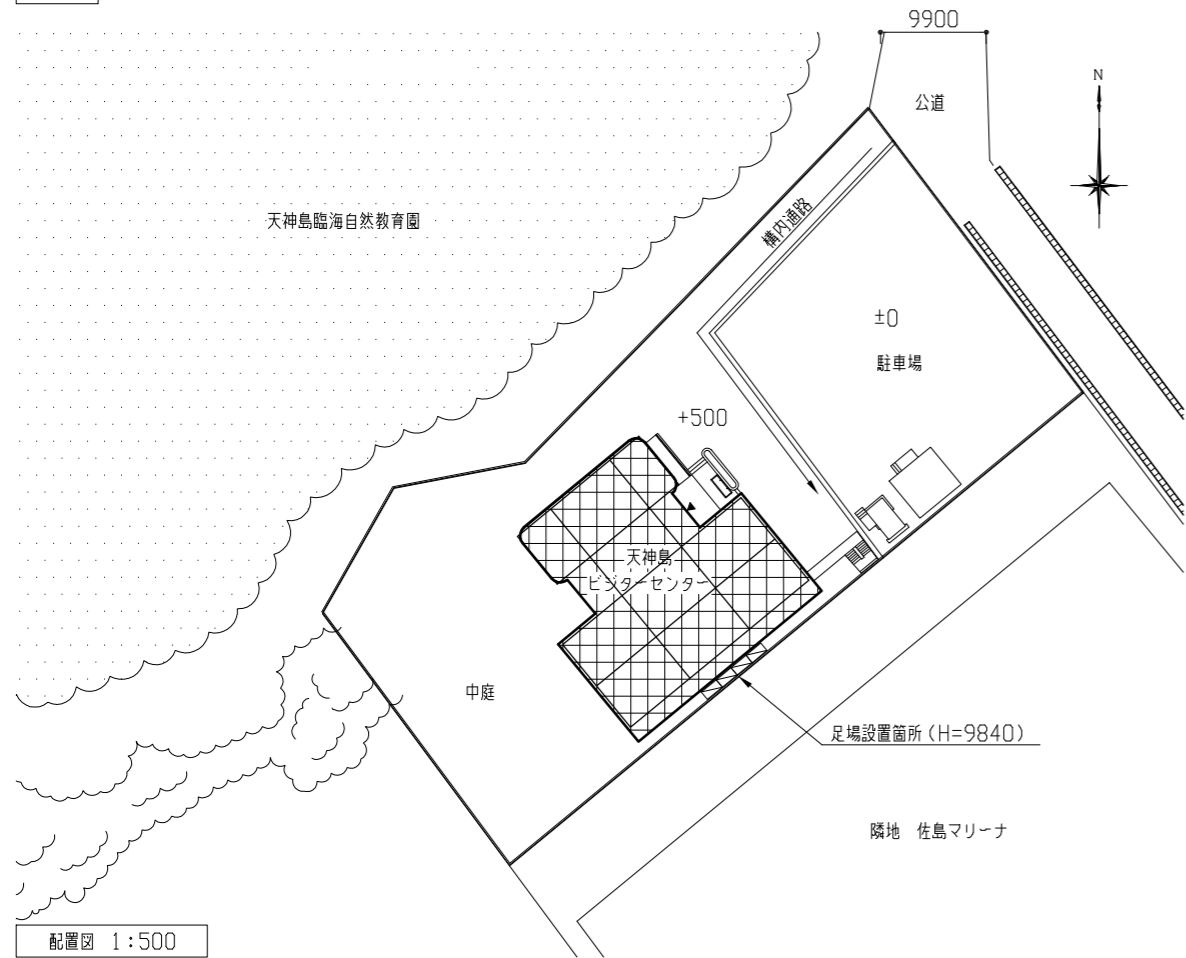 9900
N
公道
天神島臨海自然教育園
構内通路
±0
駐車場
+500
天神島
ビジターセンター
中庭
足場設置箇所(H=9840)
隣地 佐島マリーナ
配置図 1:500